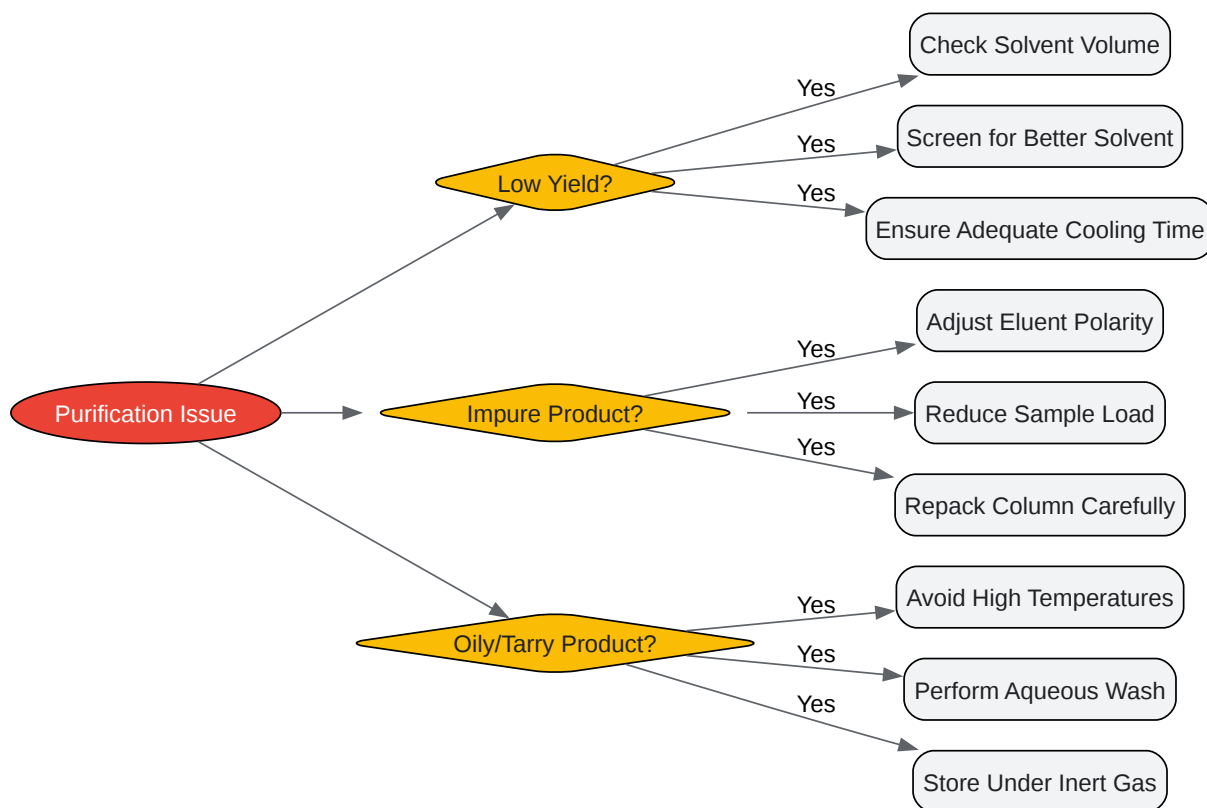 Check Solvent Volume
Yes
Screen for Better Solvent
Yes
Low Yield?
Yes
Ensure Adequate Cooling Time
Adjust Eluent Polarity
Yes
Purification Issue
Impure Product?
Yes
Reduce Sample Load
Yes
Repack Column Carefully
Avoid High Temperatures
Yes
Oily/Tarry Product?
Yes
Perform Aqueous Wash
Yes
Store Under Inert Gas